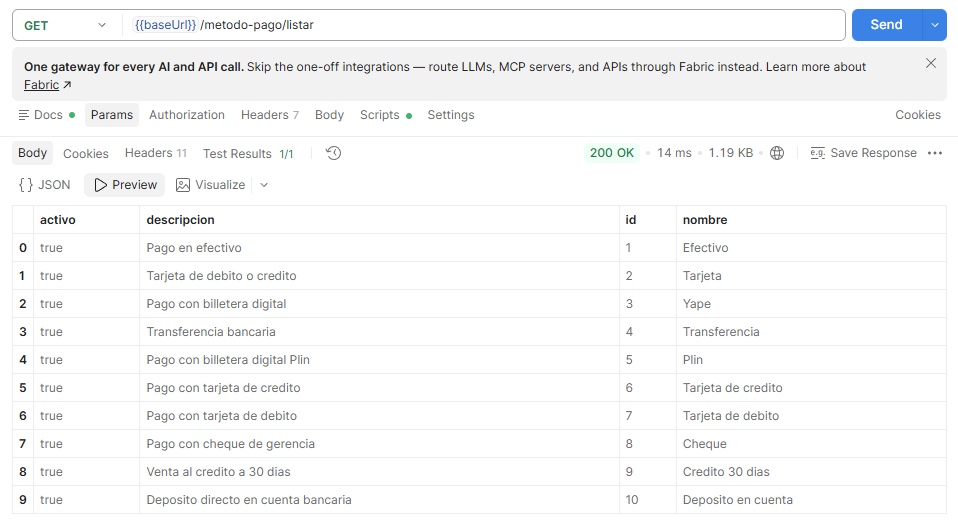 GET {{baseUrl}} /metodo-pago/listar Send
One gateway for every AI and API call. Skip the one-off integrations — route LLMs, MCP servers, and APIs through Fabric instead. Learn more about
Fabric ↗
Docs Params Authorization Headers 7 Body Scripts Settings Cookies
Body Cookies Headers 11 Test Results 1/1 200 OK 14 ms 1.19 KB e.g. Save Response
{} JSON Preview Visualize
activo descripcion id nombre
0 true Pago en efectivo 1 Efectivo
1 true Tarjeta de debito o credito 2 Tarjeta
2 true Pago con billetera digital 3 Yape
3 true Transferencia bancaria 4 Transferencia
4 true Pago con billetera digital Plin 5 Plin
5 true Pago con tarjeta de credito 6 Tarjeta de credito
6 true Pago con tarjeta de debito 7 Tarjeta de debito
7 true Pago con cheque de gerencia 8 Cheque
8 true Venta al credito a 30 dias 9 Credito 30 dias
9 true Deposito directo en cuenta bancaria 10 Deposito en cuenta